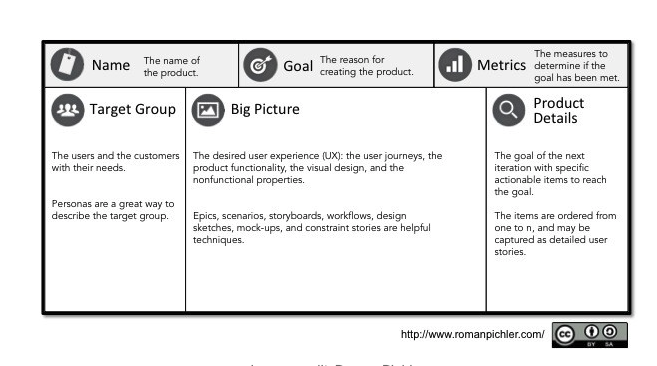 Name
The name of
the product.
Goal
The reason for
creating the product.
Metrics
The measures to
determine if the
goal has been met.
Target Group
The users and the customers
with their needs.
Personas are a great way to
describe the target group.
Big Picture
The desired user experience (UX): the user journeys, the
product functionality, the visual design, and the
nonfunctional properties.
Epics, scenarios, storyboards, workflows, design
sketches, mock-ups, and constraint stories are helpful
techniques.
Product
Details
The goal of the next
iteration with specific
actionable items to reach
the goal.
The items are ordered from
one to n, and may be
captured as detailed user
stories.
http://www.romanpichler.com/
cc
BY SA